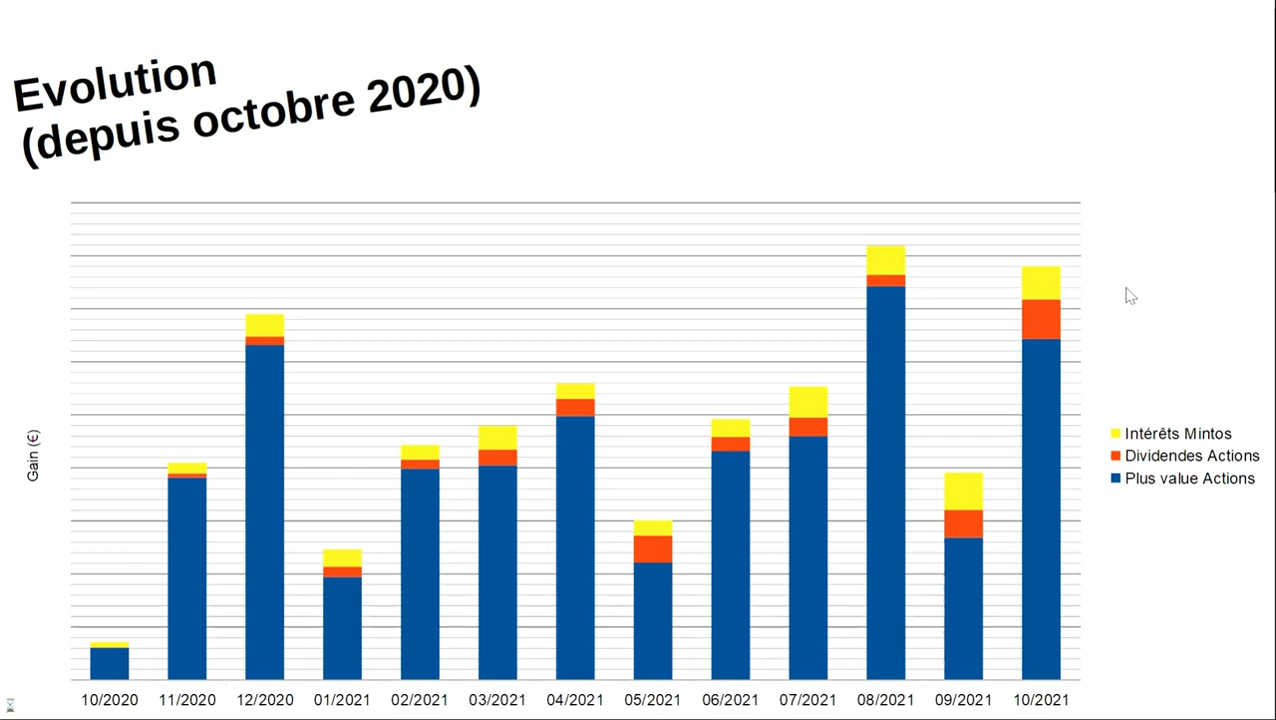 Evolution
(depuis octobre 2020)
Gain (€)
Intérêts Mintos
Dividendes Actions
Plus value Actions
10/2020 11/2020 12/2020 01/2021 02/2021 03/2021 04/2021 05/2021 06/2021 07/2021 08/2021 09/2021 10/2021